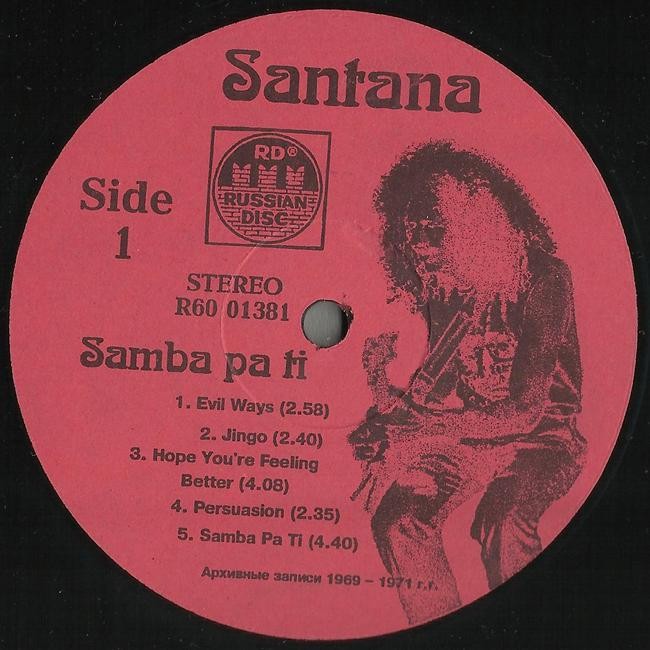 Santana
RD®
RUSSIAN
DISC
Side
1
STEREO
R60 01381
Samba pa ti
1. Evil Ways (2.58)
2. Jingo (2.40)
3. Hope You're Feeling
Better (4.08)
4. Persuasion (2.35)
5. Samba Pa Ti (4.40)
Архивные записи 1969 – 1971 г.г.